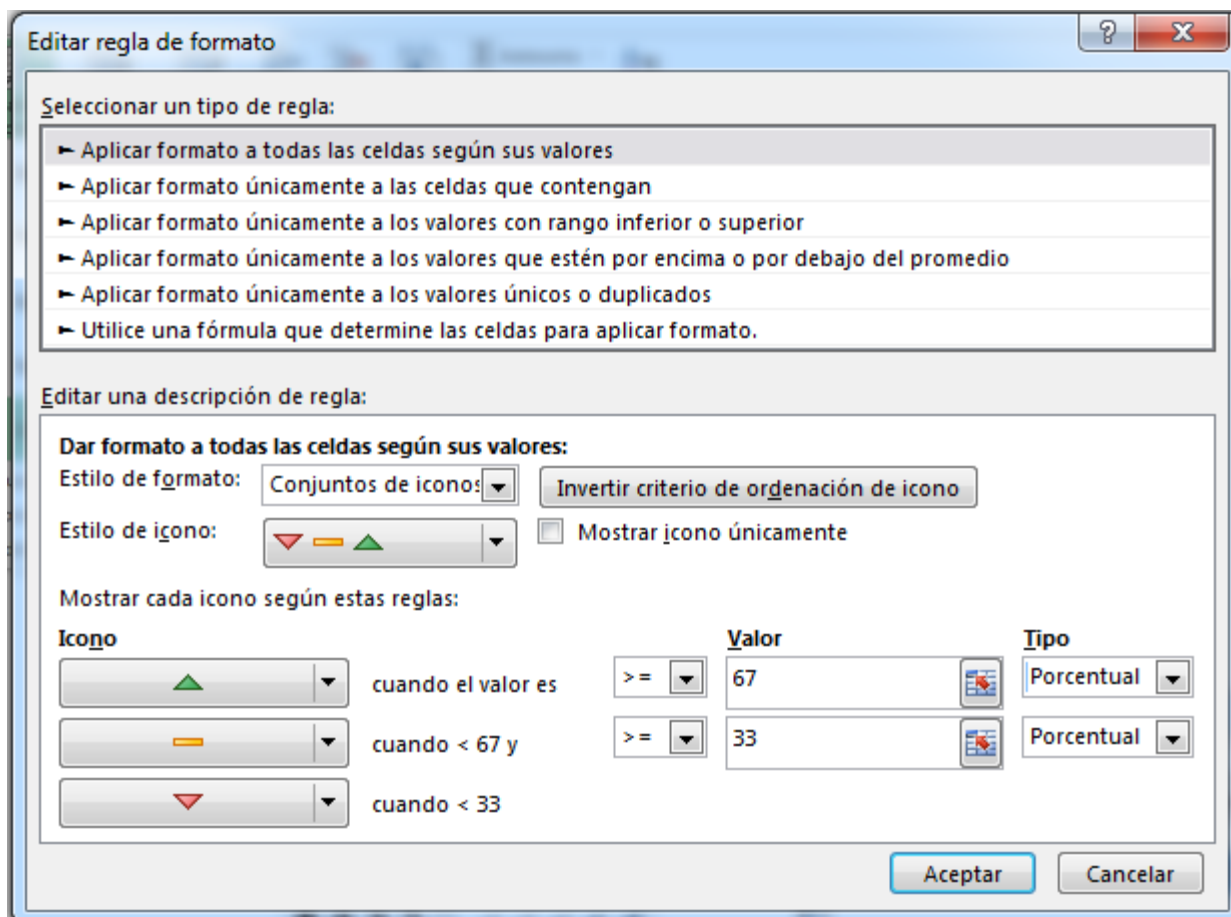 Editar regla de formato
Seleccionar un tipo de regla:
► Aplicar formato a todas las celdas según sus valores
► Aplicar formato únicamente a las celdas que contengan
► Aplicar formato únicamente a los valores con rango inferior o superior
► Aplicar formato únicamente a los valores que estén por encima o por debajo del promedio
► Aplicar formato únicamente a los valores únicos o duplicados
► Utilice una fórmula que determine las celdas para aplicar formato.
Editar una descripción de regla:
Dar formato a todas las celdas según sus valores:
Estilo de formato: Conjuntos de iconos Invertir criterio de ordenación de icono
Estilo de icono: Mostrar icono únicamente
Mostrar cada icono según estas reglas:
Icono Valor Tipo
cuando el valor es >= 67 Porcentual
cuando < 67 y >= 33 Porcentual
cuando < 33
Aceptar Cancelar